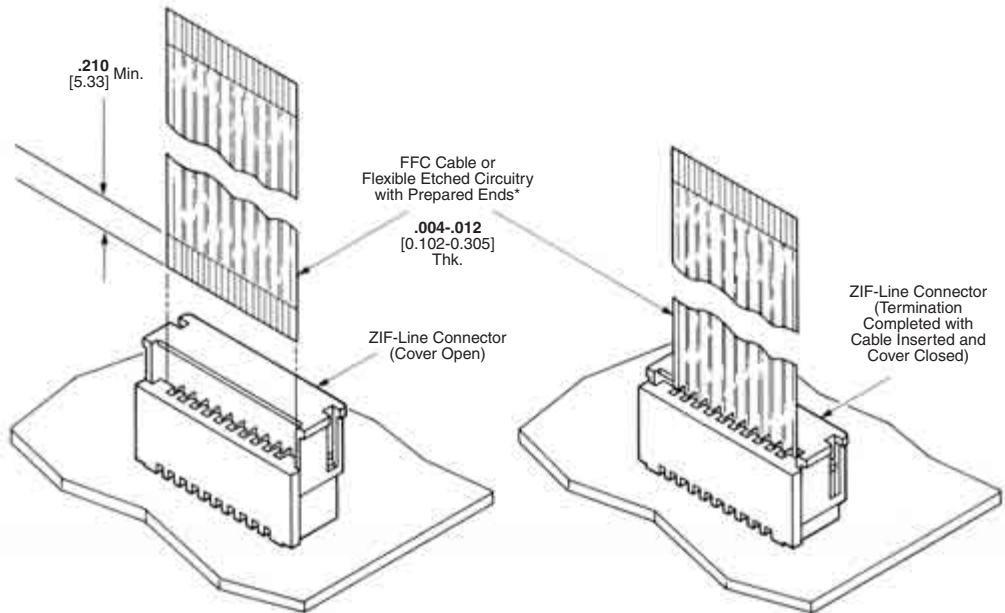 .210
[5.33] Min.
FFC Cable or
Flexible Etched Circuitry
with Prepared Ends*
.004-.012
[0.102-0.305]
Thk.
ZIF-Line Connector
(Cover Open)
ZIF-Line Connector
(Termination
Completed with
Cable Inserted and
Cover Closed)